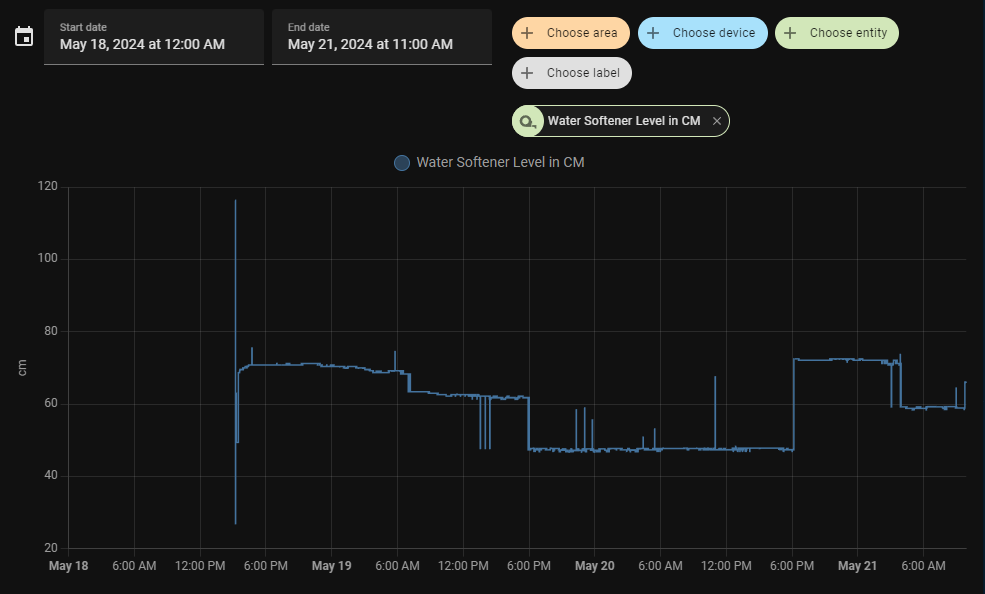 Start date
May 18, 2024 at 12:00 AM
End date
May 21, 2024 at 11:00 AM
Choose area
Choose device
Choose entity
Choose label
Water Softener Level in CM
Water Softener Level in CM
120
100
80
60
40
20
cm
May 18 6:00 AM 12:00 PM 6:00 PM May 19 6:00 AM 12:00 PM 6:00 PM May 20 6:00 AM 12:00 PM 6:00 PM May 21 6:00 AM